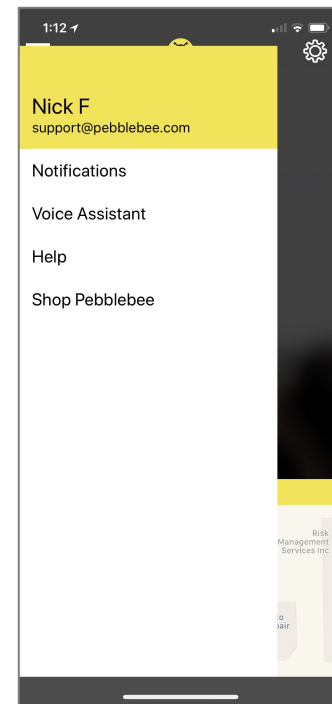 1:12
Nick F
support@pebblebee.com
Notifications
Voice Assistant
Help
Shop Pebblebee
Risk
Management
Services Inc